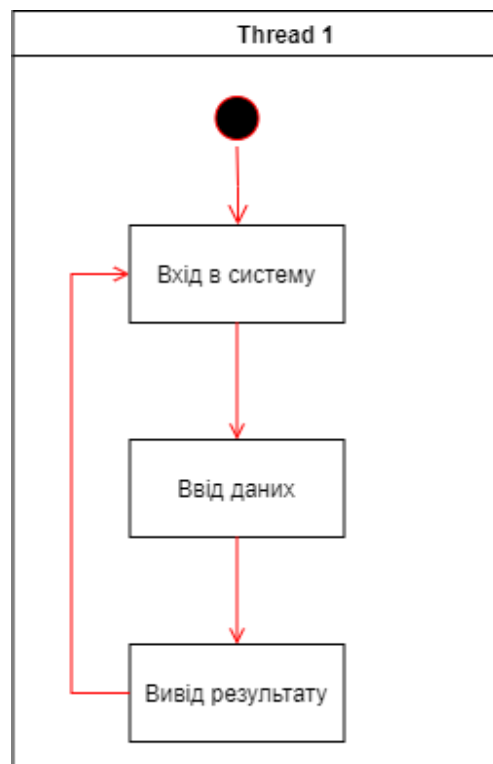 Thread 1
Вхід в систему
Ввід даних
Вивід результату